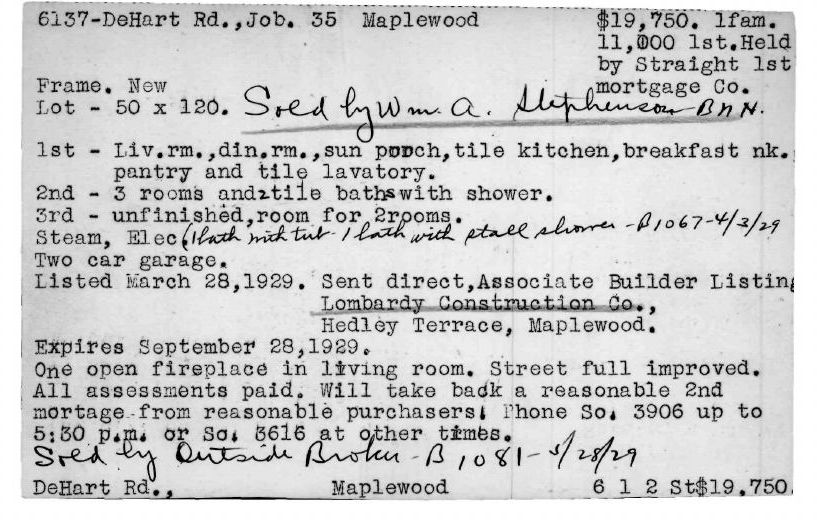 6137-DeHart Rd.,Job. 35 Maplewood $19,750. 1fam.
11,000 1st.Held
by Straight 1st
Frame. New mortgage Co.
Lot - 50 x 120. Sold by Wm. A. Stephenson B n N.
1st - Liv.rm.,din.rm.,sun porch,tile kitchen,breakfast nk.
pantry and tile lavatory.
2nd - 3 rooms and 2 tile baths with shower.
3rd - unfinished,room for 2rooms.
Steam, Elec (1 bath with tub - 1 bath with stall shower - B1067-4/3/29
Two car garage.
Listed March 28,1929. Sent direct,Associate Builder Listing
Lombardy Construction Co.,
Hedley Terrace, Maplewood.
Expires September 28,1929.
One open fireplace in living room. Street full improved.
All assessments paid. Will take back a reasonable 2nd
mortage from reasonable purchasers. Phone So. 3906 up to
5:30 p.m. or So. 3616 at other times.
Sold by Outside Broker - B 1081 - 5/28/29
DeHart Rd., Maplewood 6 1 2 St$19,750.